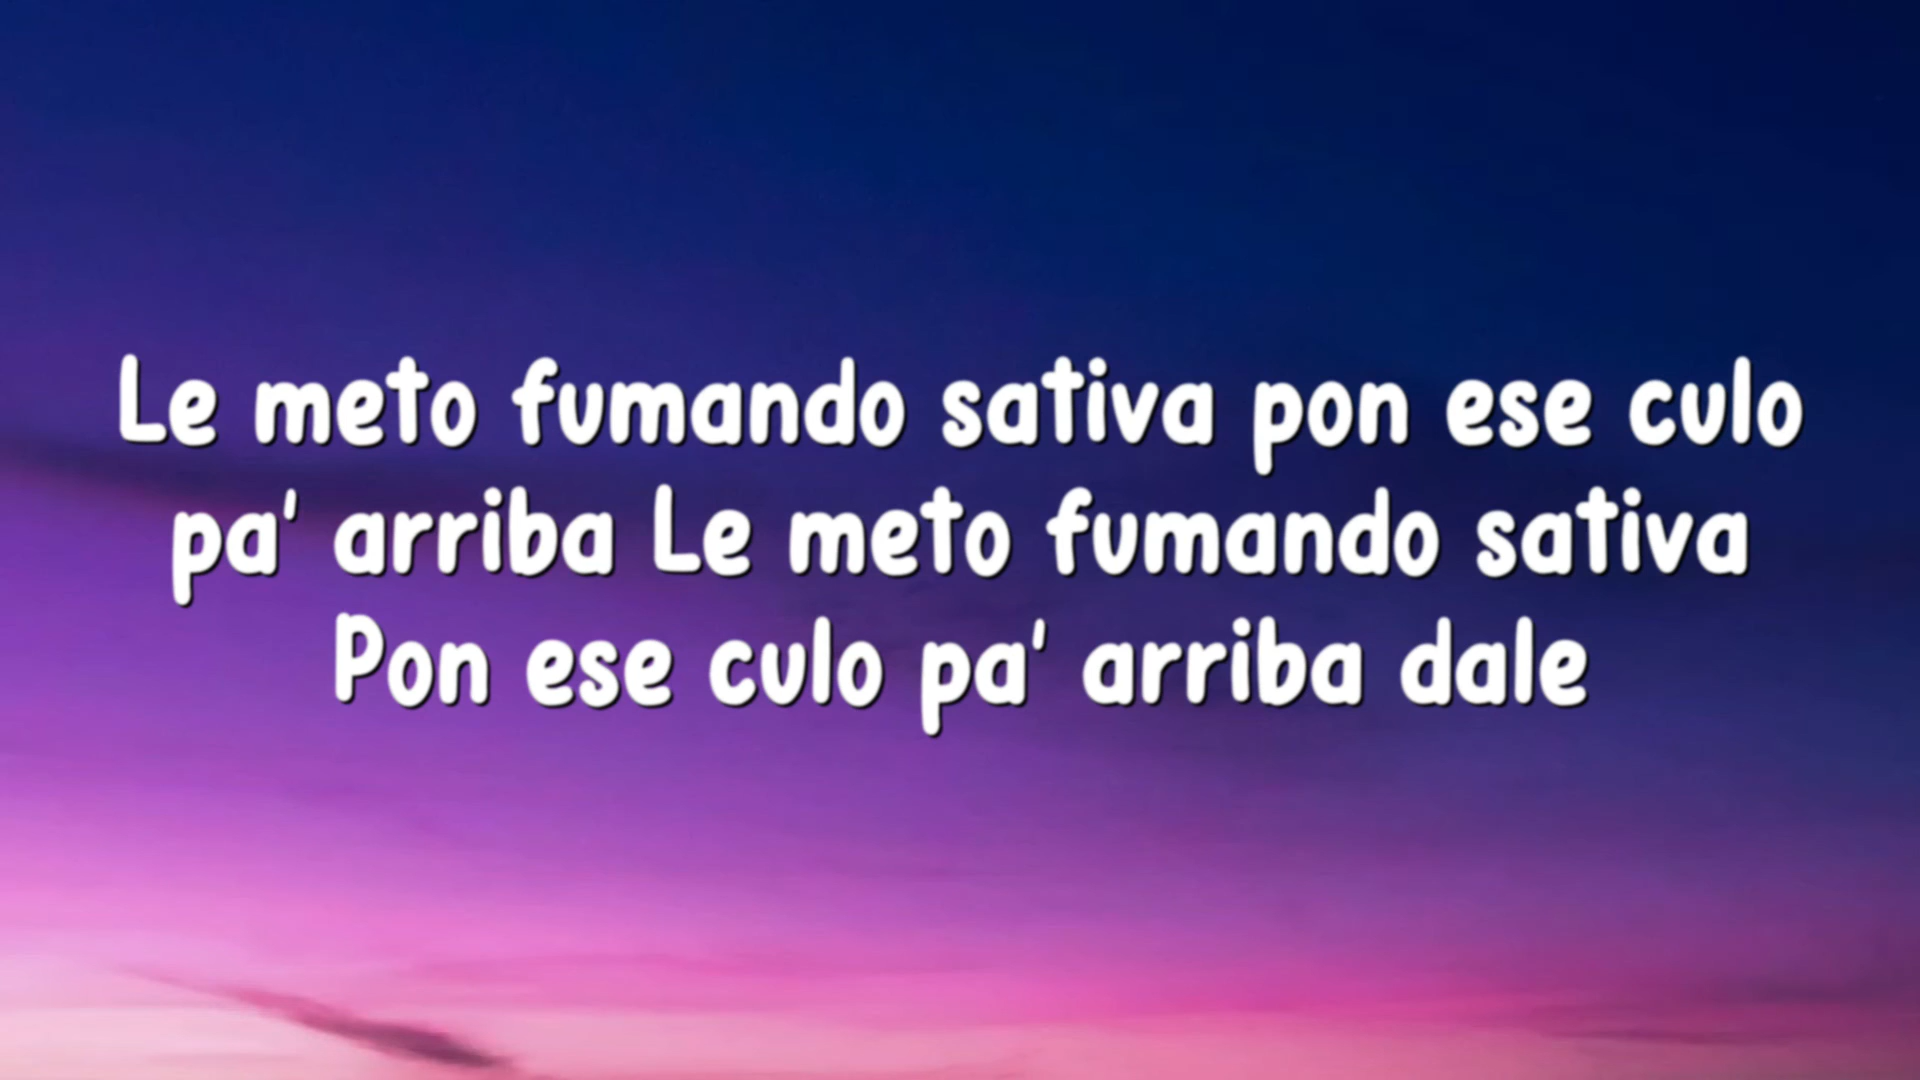 Le meto fumando sativa pon ese culo
pa' arriba Le meto fumando sativa
Pon ese culo pa' arriba dale